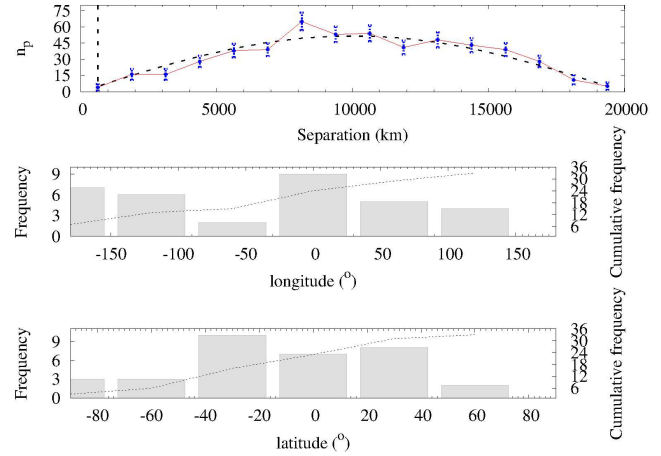 75
60
45
30
15
0
n_p
0 5000 10000 15000 20000
Separation (km)
9
6
3
0
Frequency
36
30
24
18
12
6
Cumulative frequency
-150 -100 -50 0 50 100 150
longitude (°)
9
6
3
0
Frequency
36
30
24
18
12
6
Cumulative frequency
-80 -60 -40 -20 0 20 40 60 80
latitude (°)